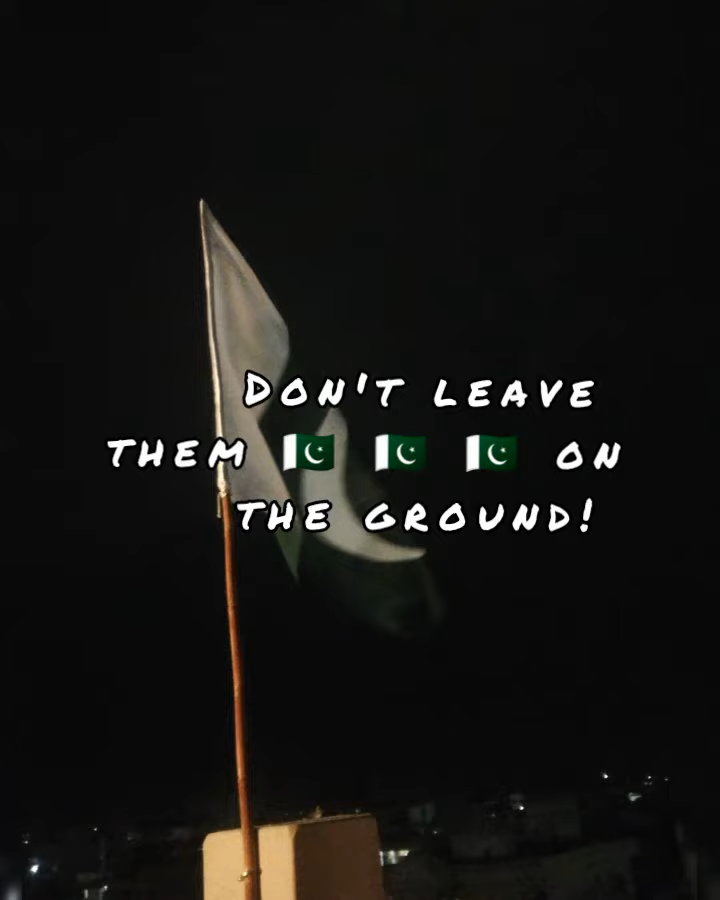 Don't leave
them 🇵🇰 🇵🇰 🇵🇰 on
the ground!